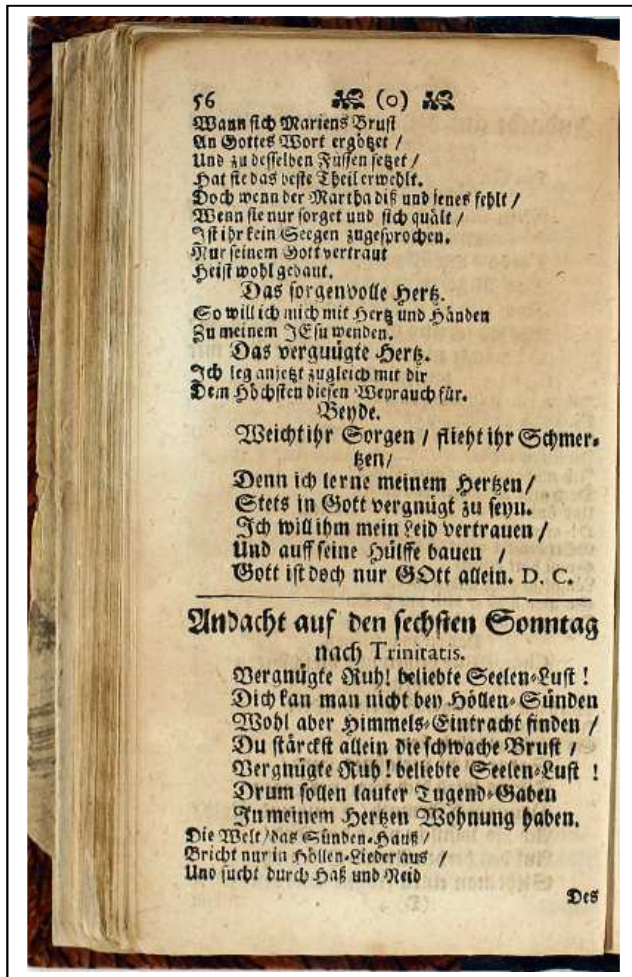 56 (o)
Wann sich Mariens Brust
An Gottes Wort ergötzet /
Und zu desselben Füssen setzet /
Hat sie das beste Theil erwehlt.
Doch wenn der Martha diß und jenes fehlt /
Wenn sie nur sorget und sich quält /
Ist ihr kein Seegen zugesprochen.
Nur seinem Gott vertraut
Heist wohl gebaut.
Das sorgenvolle Hertz.
So will ich mich mit Hertz und Händen
Zu meinem JEsu wenden.
Das vergnügte Hertz.
Ich leg anjetzt zugleich mit dir
Dem Höchsten diesen Weyrauch für.
Beyde.
Weicht ihr Sorgen / flieht ihr Schmer-
tzen/
Denn ich lerne meinem Hertzen/
Stets in Gott vergnügt zu seyn.
Ich will ihm mein Leid vertrauen /
Und auff seine Hülffe bauen /
Gott ist doch nur GOtt allein. D. C.
Andacht auf den sechsten Sonntag
nach Trinitatis.
Vergnügte Ruh! beliebte Seelen-Lust !
Dich kan man nicht bey Höllen-Sünden
Wohl aber Himmels-Eintracht finden /
Du stärckst allein die schwache Brust /
Vergnügte Ruh! beliebte Seelen-Lust !
Drum sollen lauter Tugend-Gaben
In meinem Hertzen Wohnung haben.
Die Welt/das Sünden-Hauß/
Bricht nur in Höllen-Lieder aus /
Und sucht durch Haß und Neid
Des